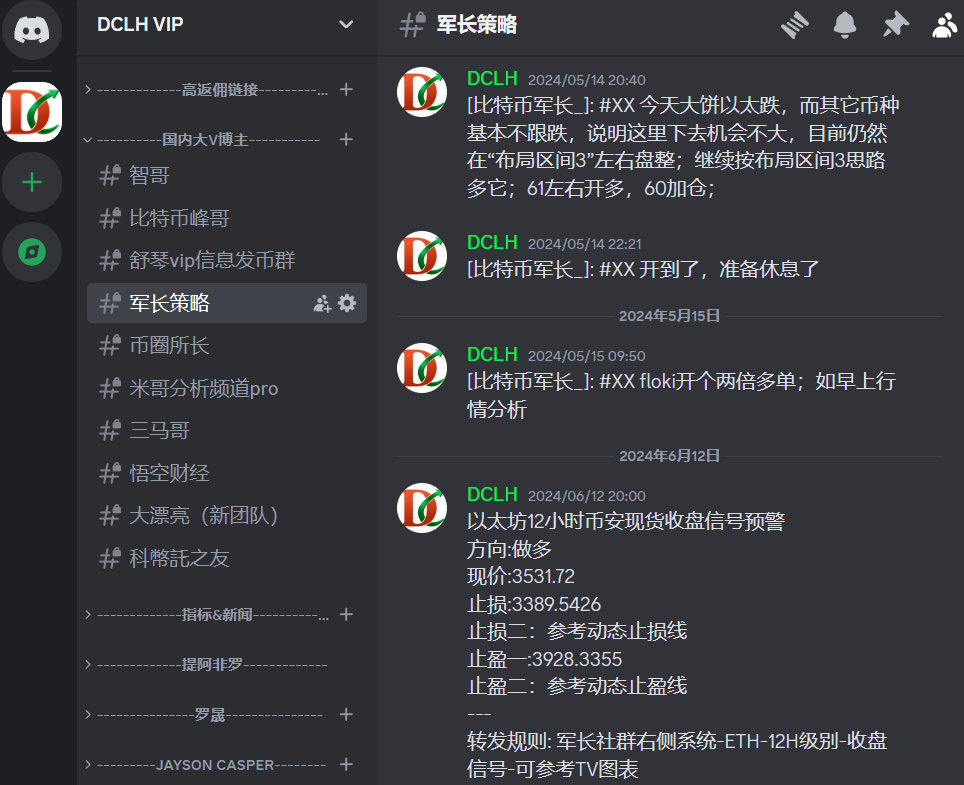 DCLH VIP
-------------高返佣链接---------...
-----------国内大V博主-----------
智哥
比特币峰哥
舒琴vip信息发币群
军长策略
币圈所长
米哥分析频道pro
三马哥
悟空财经
大漂亮（新团队）
科幣託之友
-------------指标&新闻----------...
-------------提阿非罗-------------
---------------罗晟---------------
---------JAYSON CASPER--------
军长策略
DCLH 2024/05/14 20:40
[比特币军长_]: #XX 今天大饼以太跌，而其它币种
基本不跟跌，说明这里下去机会不大，目前仍然
在“布局区间3”左右盘整；继续按布局区间3思路
多它；61左右开多，60加仓；
DCLH 2024/05/14 22:21
[比特币军长_]: #XX 开到了，准备休息了
2024年5月15日
DCLH 2024/05/15 09:50
[比特币军长_]: #XX floki开个两倍多单；如早上行
情分析
2024年6月12日
DCLH 2024/06/12 20:00
以太坊12小时币安现货收盘信号预警
方向:做多
现价:3531.72
止损:3389.5426
止损二：参考动态止损线
止盈一:3928.3355
止盈二：参考动态止盈线
---
转发规则: 军长社群右侧系统-ETH-12H级别-收盘
信号-可参考TV图表